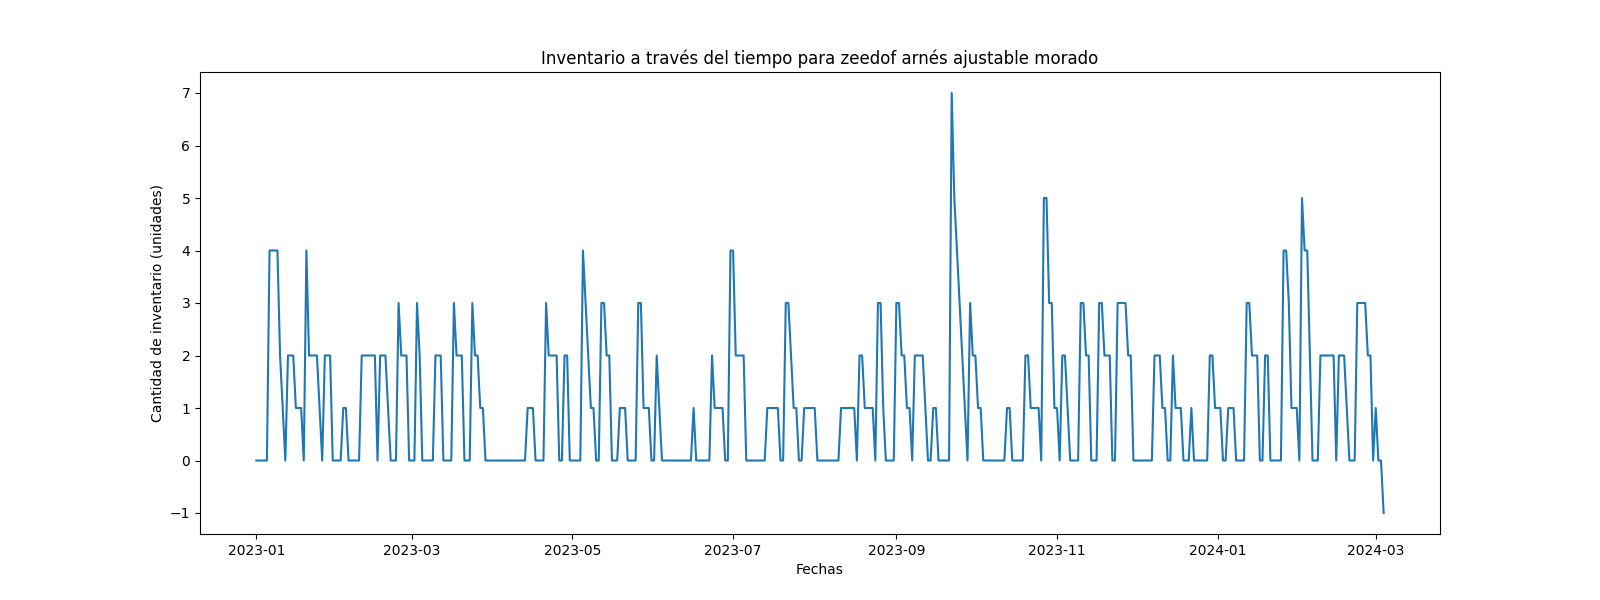 Inventario a través del tiempo para zeedof arnés ajustable morado
Cantidad de inventario (unidades)
7
6
5
4
3
2
1
0
−1
2023-01 2023-03 2023-05 2023-07 2023-09 2023-11 2024-01 2024-03
Fechas